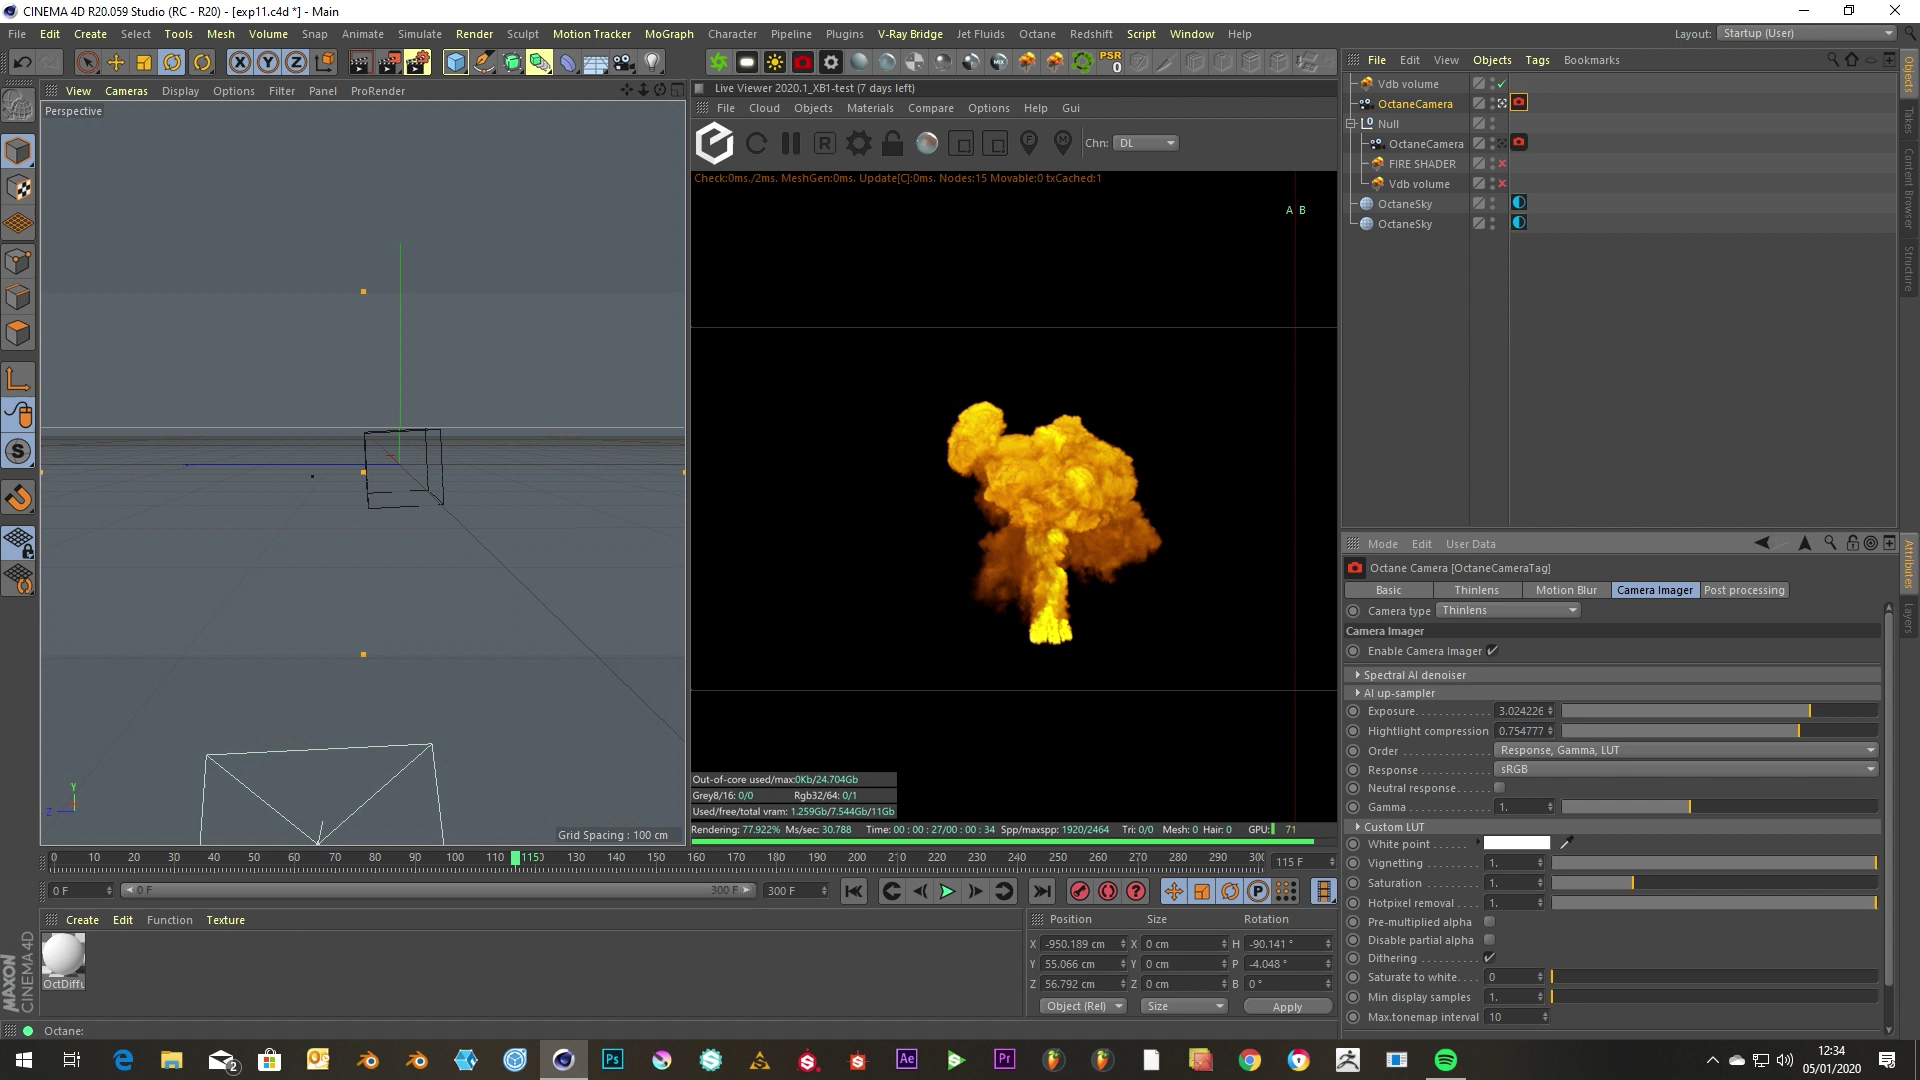 CINEMA 4D R20.059 Studio (RC - R20) - [exp11.c4d *] - Main
File Edit Create Select Tools Mesh Volume Snap Animate Simulate Render Sculpt Motion Tracker MoGraph Character Pipeline Plugins V-Ray Bridge Jet Fluids Octane Redshift Script Window Help Layout: Startup (User)
X Y Z PSR 0
View Cameras Display Options Filter Panel ProRender
Perspective
Grid Spacing : 100 cm
Live Viewer 2020.1_XB1-test (7 days left)
File Cloud Objects Materials Compare Options Help Gui
R F M Chn: DL
Check:0ms./2ms. MeshGen:0ms. Update[C]:0ms. Nodes:15 Movable:0 txCached:1
A B
Out-of-core used/max:0Kb/24.704Gb
Grey8/16: 0/0 Rgb32/64: 0/1
Used/free/total vram: 1.259Gb/7.544Gb/11Gb
Rendering: 77.922% Ms/sec: 30.788 Time: 00 : 00 : 27/00 : 00 : 34 Spp/maxspp: 1920/2464 Tri: 0/0 Mesh: 0 Hair: 0 GPU: 71
File Edit View Objects Tags Bookmarks
Vdb volume
OctaneCamera
Null
OctaneCamera
FIRE SHADER
Vdb volume
OctaneSky
OctaneSky
Objects
Takes
Content Browser
Structure
Mode Edit User Data
Octane Camera [OctaneCameraTag]
Basic Thinlens Motion Blur Camera Imager Post processing
Camera type Thinlens
Camera Imager
Enable Camera Imager
Spectral AI denoiser
AI up-sampler
Exposure 3.024226
Hightlight compression 0.754777
Order Response, Gamma, LUT
Response sRGB
Neutral response
Gamma 1.
Custom LUT
White point
Vignetting 1.
Saturation 1.
Hotpixel removal 1.
Pre-multiplied alpha
Disable partial alpha
Dithering
Saturate to white 0
Min display samples 1.
Max.tonemap interval 10
Attributes
Layers
0 10 20 30 40 50 60 70 80 90 100 110 115 130 140 150 160 170 180 190 200 210 220 230 240 250 260 270 280 290 115 F
0 F 0 F 300 F 300 F
Create Edit Function Texture
OctDiffu
MAXON CINEMA 4D
Position Size Rotation
X -950.189 cm X 0 cm H -90.141 °
Y 55.066 cm Y 0 cm P -4.048 °
Z 56.792 cm Z 0 cm B 0 °
Object (Rel) Size Apply
Octane:
2 Ps Ae Pr
12:34
05/01/2020